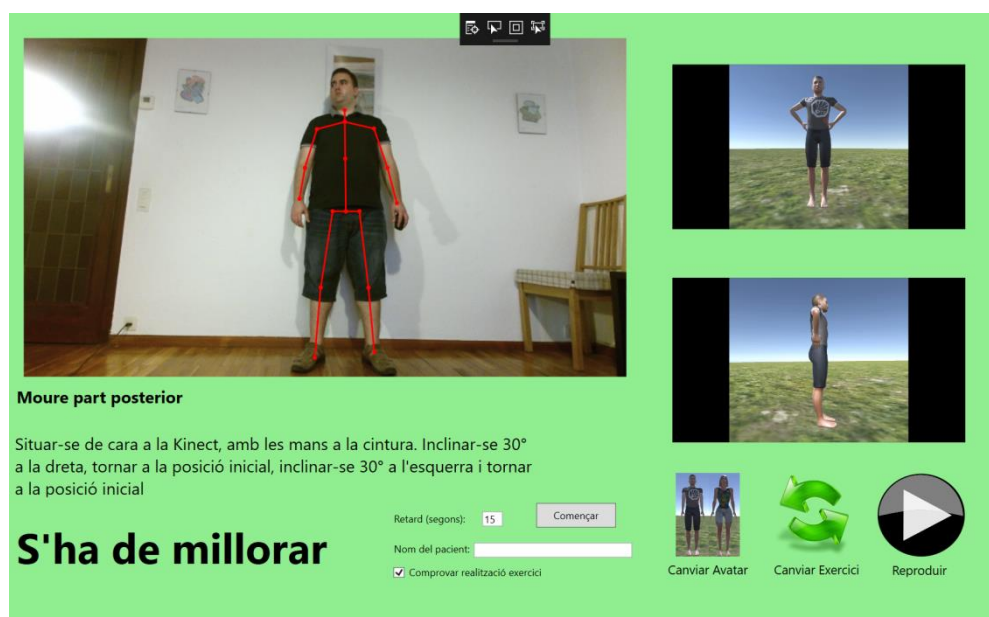 Moure part posterior
Situar-se de cara a la Kinect, amb les mans a la cintura. Inclinar-se 30°
a la dreta, tornar a la posició inicial, inclinar-se 30° a l'esquerra i tornar
a la posició inicial
S'ha de millorar
Retard (segons): 15 Començar
Nom del pacient:
Comprovar realització exercici
Canviar Avatar Canviar Exercici Reproduir